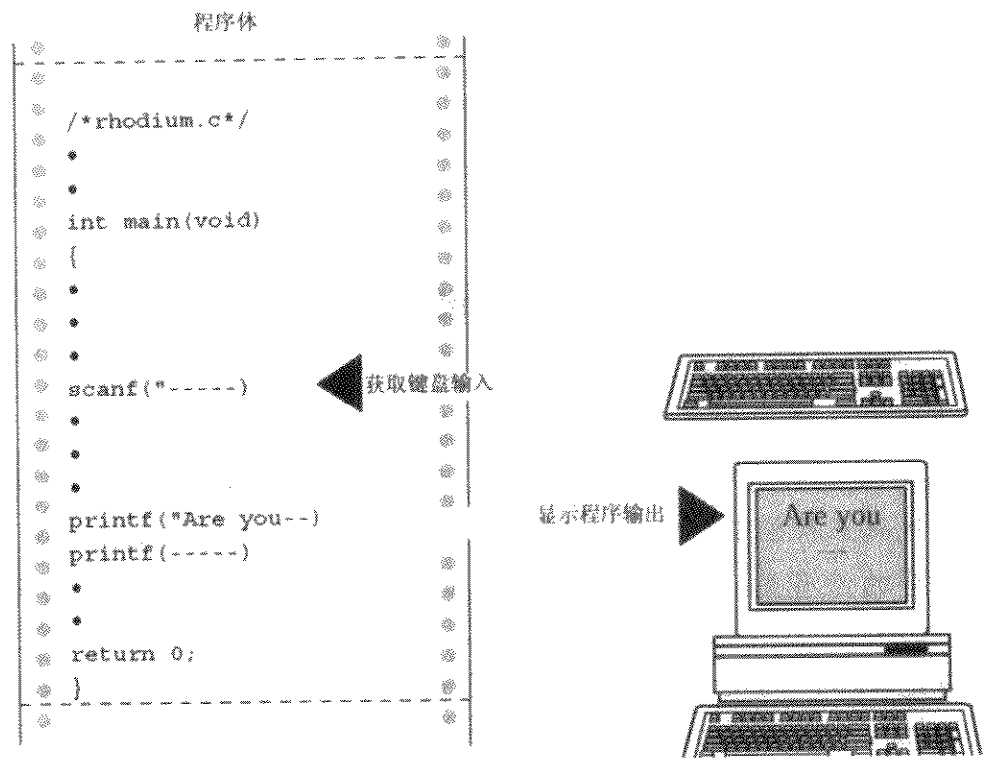 程序休
/*rhodium.c*/
•
•
int main(void)
{
•
•
•
scanf("-----)
获取键盘输入
•
•
•
printf("Are you--)
printf(-----)
•
•
return 0;
}
显示程序输出
Are you
---